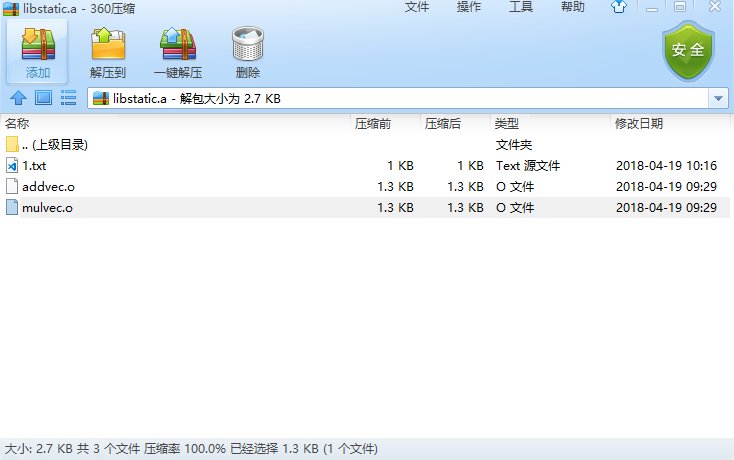 libstatic.a - 360压缩
文件 操作 工具 帮助
添加 解压到 一键解压 删除
安全
libstatic.a - 解包大小为 2.7 KB
名称 压缩前 压缩后 类型 修改日期
.. (上级目录) 文件夹
1.txt 1 KB 1 KB Text 源文件 2018-04-19 10:16
addvec.o 1.3 KB 1.3 KB O 文件 2018-04-19 09:29
mulvec.o 1.3 KB 1.3 KB O 文件 2018-04-19 09:29
大小: 2.7 KB 共 3 个文件 压缩率 100.0% 已经选择 1.3 KB (1 个文件)